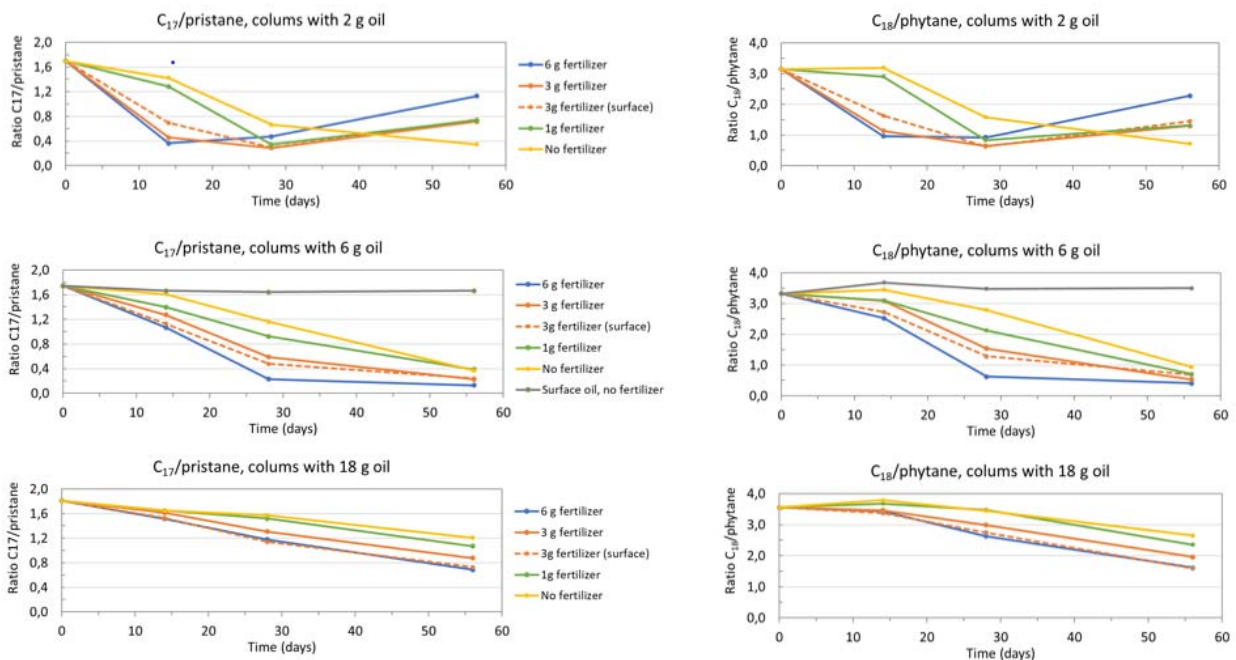 C₁₇/pristane, colums with 2 g oil
Ratio C17/pristane
2,0
1,6
1,2
0,8
0,4
0,0
0 10 20 30 40 50 60
Time (days)
6 g fertilizer
3 g fertilizer
3g fertilizer (surface)
1g fertilizer
No fertilizer
C₁₈/phytane, colums with 2 g oil
Ratio C₁₈/phytane
4,0
3,0
2,0
1,0
0,0
0 10 20 30 40 50 60
Time (days)
C₁₇/pristane, colums with 6 g oil
Ratio C17/pristane
2,0
1,6
1,2
0,8
0,4
0,0
0 10 20 30 40 50 60
Time (days)
6 g fertilizer
3 g fertilizer
3g fertilizer (surface)
1g fertilizer
No fertilizer
Surface oil, no fertilizer
C₁₈/phytane, colums with 6 g oil
Ratio C₁₈/phytane
4,0
3,0
2,0
1,0
0,0
0 10 20 30 40 50 60
Time (days)
C₁₇/pristane, colums with 18 g oil
Ratio C17/pristane
2,0
1,6
1,2
0,8
0,4
0,0
0 10 20 30 40 50 60
Time (days)
6 g fertilizer
3 g fertilizer
3g fertilizer (surface)
1g fertilizer
No fertilizer
C₁₈/phytane, colums with 18 g oil
Ratio C₁₈/phytane
4,0
3,0
2,0
1,0
0,0
0 10 20 30 40 50 60
Time (days)